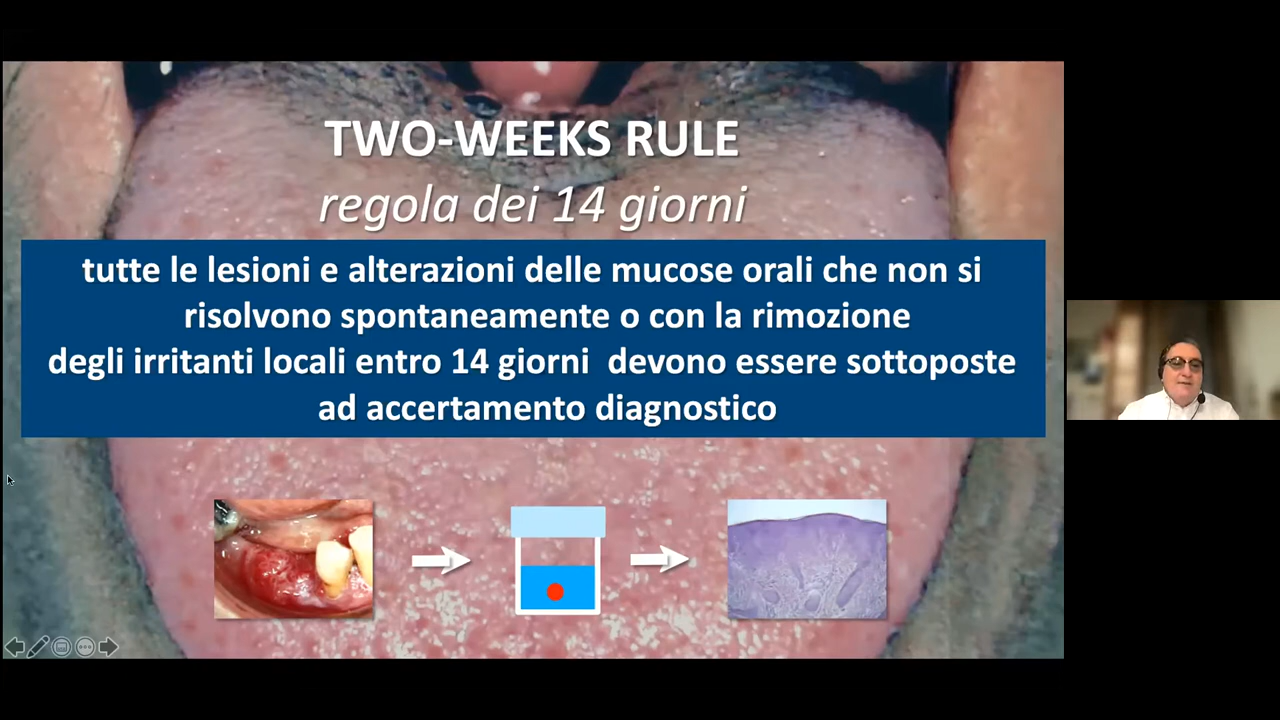 TWO-WEEKS RULE
regola dei 14 giorni
tutte le lesioni e alterazioni delle mucose orali che non si
risolvono spontaneamente o con la rimozione
degli irritanti locali entro 14 giorni devono essere sottoposte
ad accertamento diagnostico